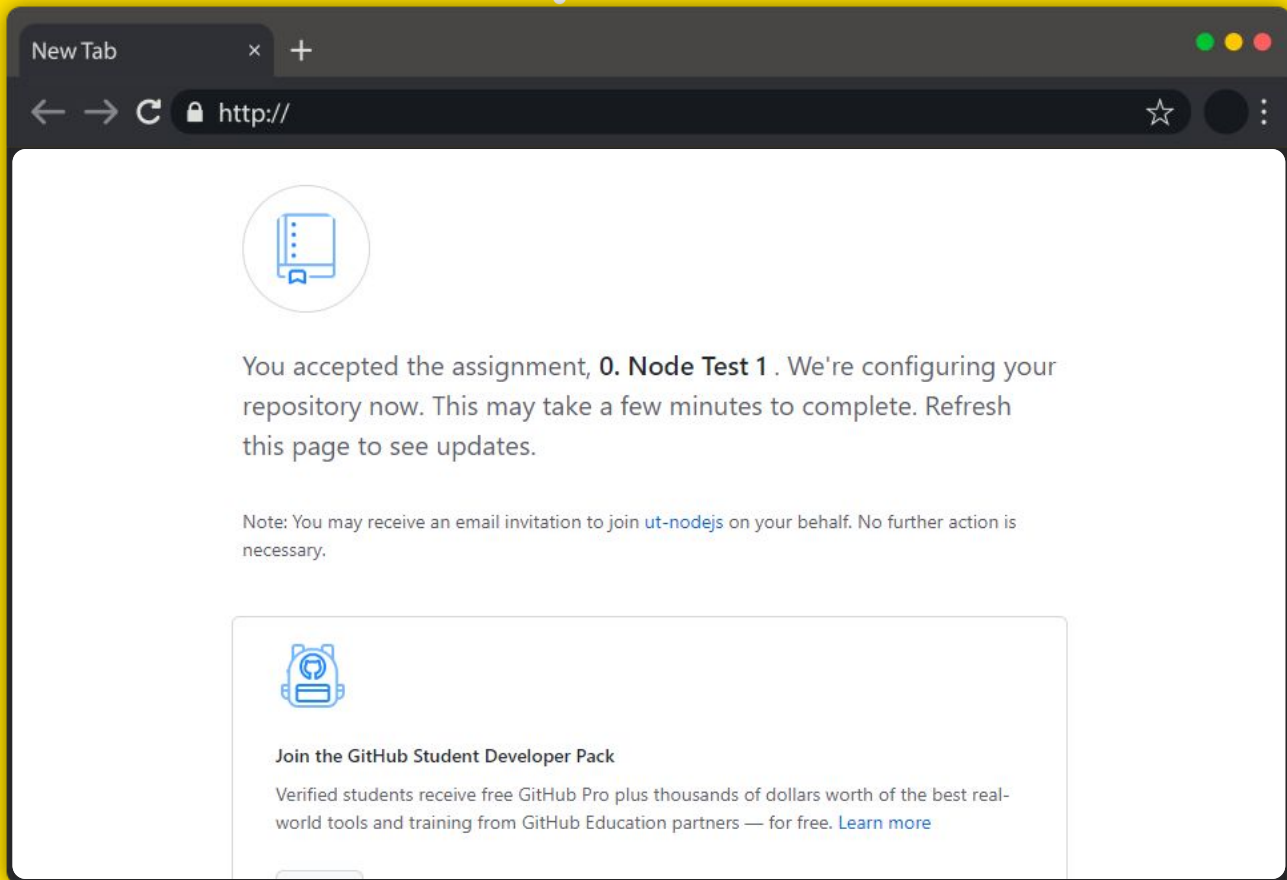 New Tab
http://
You accepted the assignment, 0. Node Test 1 . We're configuring your
repository now. This may take a few minutes to complete. Refresh
this page to see updates.
Note: You may receive an email invitation to join ut-nodejs on your behalf. No further action is
necessary.
Join the GitHub Student Developer Pack
Verified students receive free GitHub Pro plus thousands of dollars worth of the best real-
world tools and training from GitHub Education partners — for free. Learn more